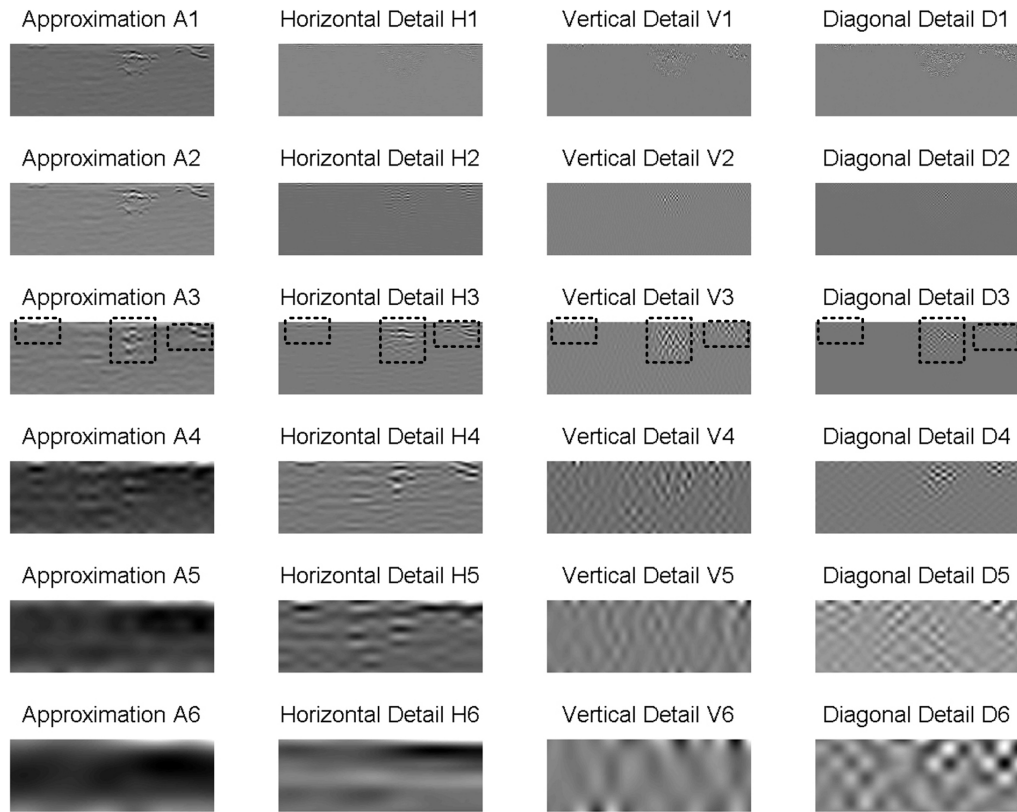 Approximation A1
Horizontal Detail H1
Vertical Detail V1
Diagonal Detail D1
Approximation A2
Horizontal Detail H2
Vertical Detail V2
Diagonal Detail D2
Approximation A3
Horizontal Detail H3
Vertical Detail V3
Diagonal Detail D3
Approximation A4
Horizontal Detail H4
Vertical Detail V4
Diagonal Detail D4
Approximation A5
Horizontal Detail H5
Vertical Detail V5
Diagonal Detail D5
Approximation A6
Horizontal Detail H6
Vertical Detail V6
Diagonal Detail D6